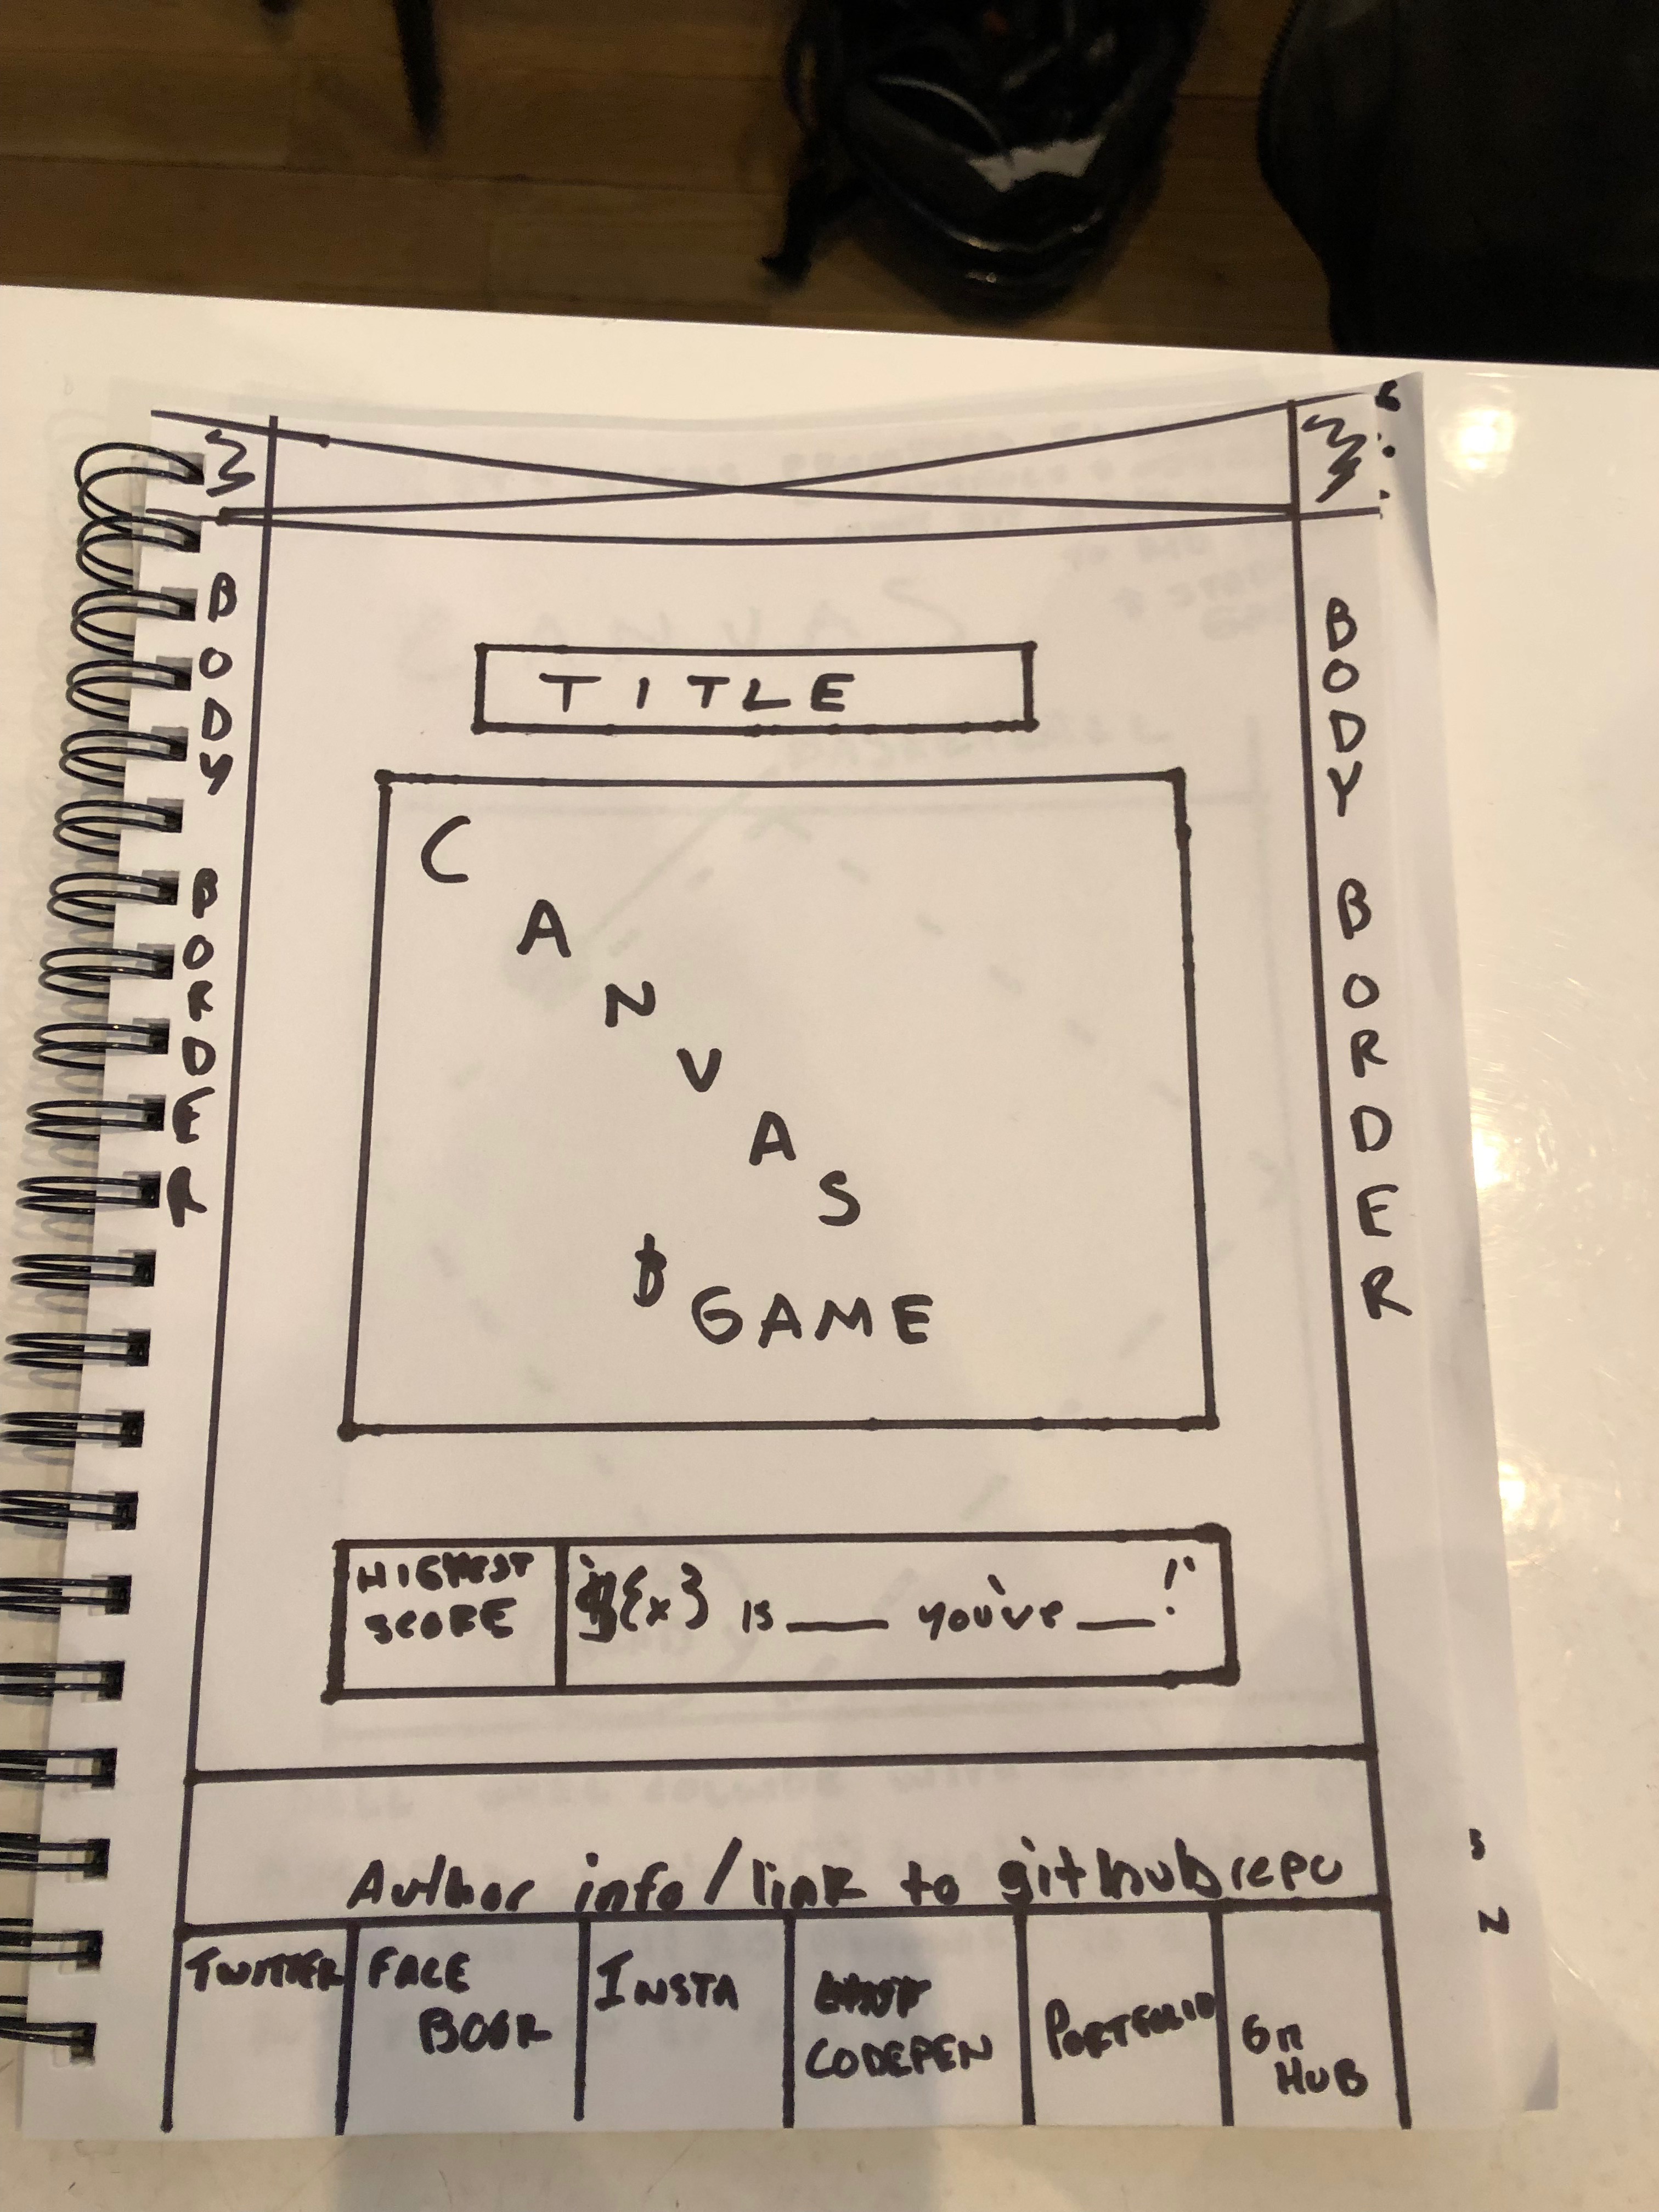 BODY BORDER
BODY BORDER
TITLE
CANVAS
GAME
HIGHEST
SCORE
`${x} is ___ you've ___!`
Author info/link to github repo
TWITTER
FACE
BOOK
INSTA
CODEPEN
PORTFOLIO
GIT
HUB